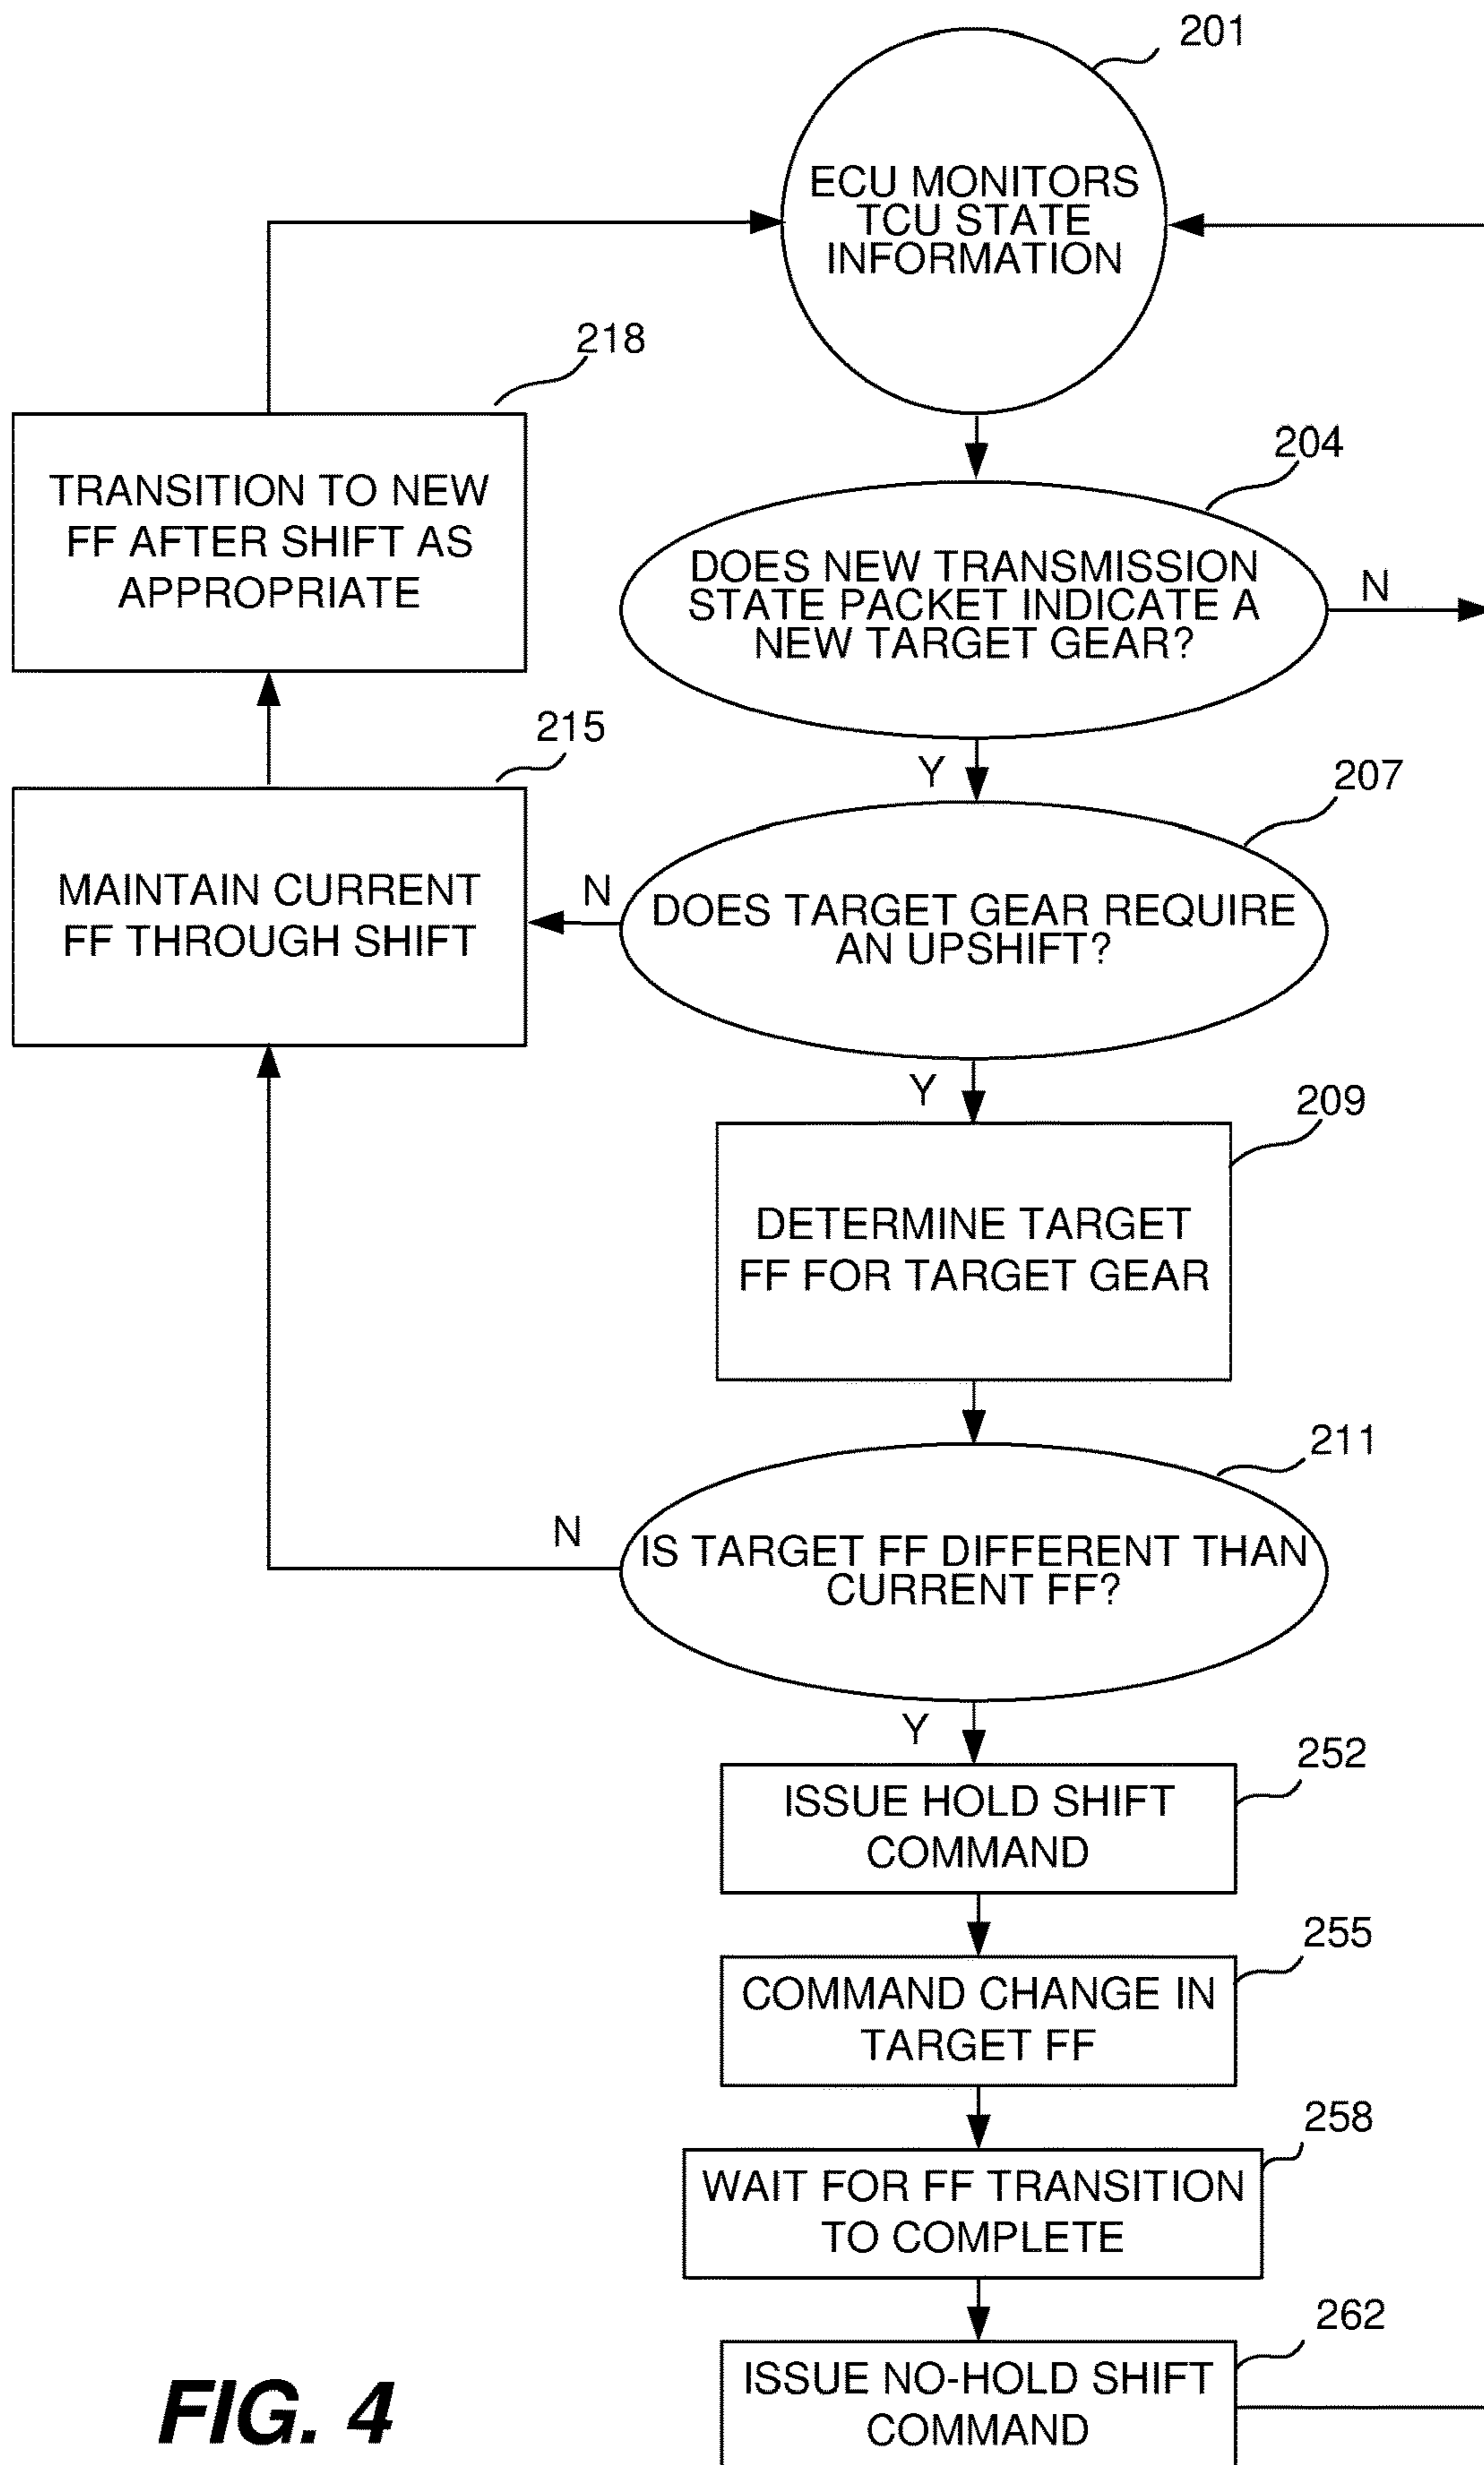 201
ECU MONITORS
TCU STATE
INFORMATION
218
TRANSITION TO NEW
FF AFTER SHIFT AS
APPROPRIATE
204
DOES NEW TRANSMISSION
STATE PACKET INDICATE A
NEW TARGET GEAR?
N
Y
215
MAINTAIN CURRENT
FF THROUGH SHIFT
207
N
DOES TARGET GEAR REQUIRE
AN UPSHIFT?
Y
209
DETERMINE TARGET
FF FOR TARGET GEAR
211
N
IS TARGET FF DIFFERENT THAN
CURRENT FF?
Y
252
ISSUE HOLD SHIFT
COMMAND
255
COMMAND CHANGE IN
TARGET FF
258
WAIT FOR FF TRANSITION
TO COMPLETE
262
ISSUE NO-HOLD SHIFT
COMMAND
FIG. 4